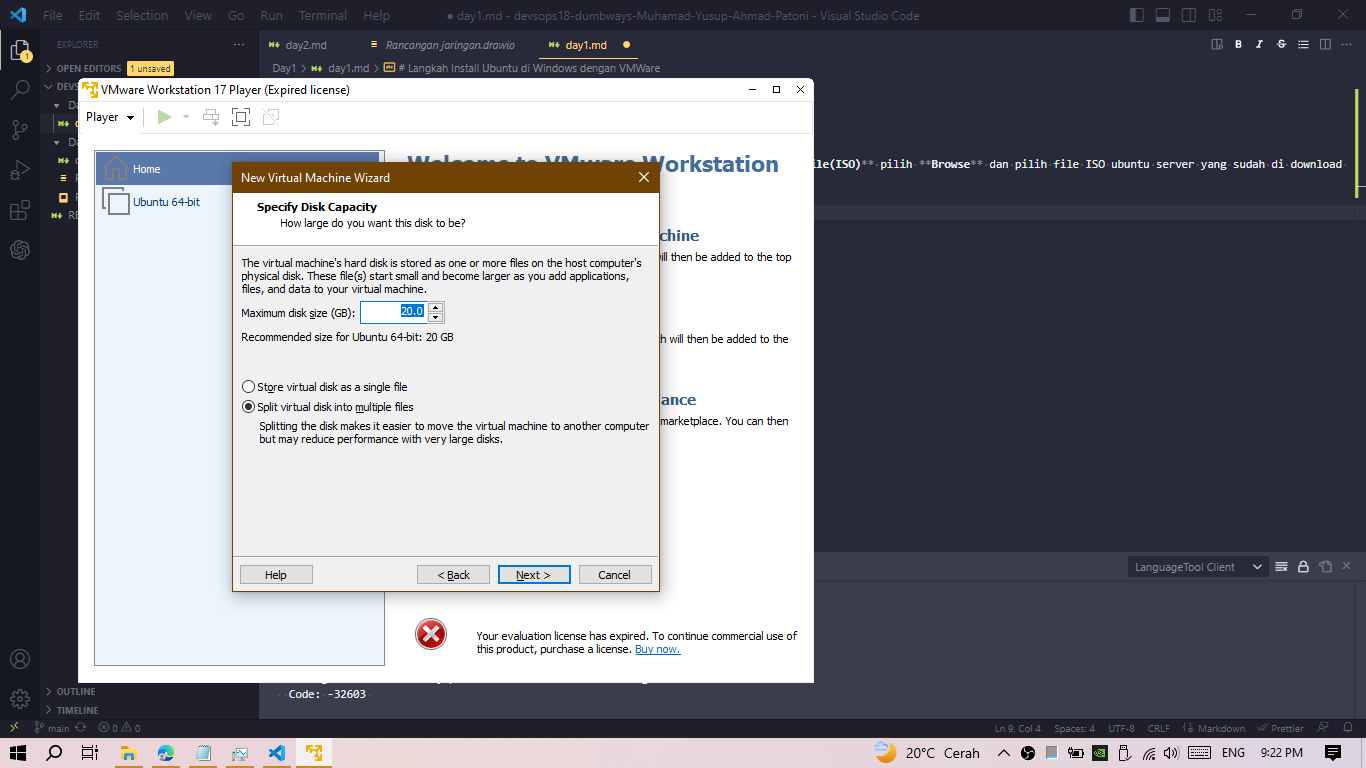 File Edit Selection View Go Run Terminal Help
● day1.md - devsops18-dumbways-Muhamad-Yusup-Ahmad-Patoni - Visual Studio Code
EXPLORER
day2.md
Rancangan jaringan.drawio
day1.md
OPEN EDITORS 1 unsaved
Day1 > day1.md > # Langkah Install Ubuntu di Windows dengan VMWare
1
DEVS
VMware Workstation 17 Player (Expired license)
Player
Home
Ubuntu 64-bit
Welcome to VMware Workstation
(ISO)** pilih **Browse** dan pilih file ISO ubuntu server yang sudah di download
New Virtual Machine Wizard
Specify Disk Capacity
How large do you want this disk to be?
chine
will then be added to the top
The virtual machine's hard disk is stored as one or more files on the host computer's
physical disk. These file(s) start small and become larger as you add applications,
files, and data to your virtual machine.
Maximum disk size (GB): 20.0
Recommended size for Ubuntu 64-bit: 20 GB
h will then be added to the
Store virtual disk as a single file
Split virtual disk into multiple files
Splitting the disk makes it easier to move the virtual machine to another computer
but may reduce performance with very large disks.
ance
marketplace. You can then
Help < Back Next > Cancel
LanguageTool Client
Your evaluation license has expired. To continue commercial use of
this product, purchase a license. Buy now.
OUTLINE
TIMELINE
Code: -32603
main 0 0
Ln 9, Col 4 Spaces: 4 UTF-8 CRLF Markdown Prettier
20°C Cerah
ENG 9:22 PM